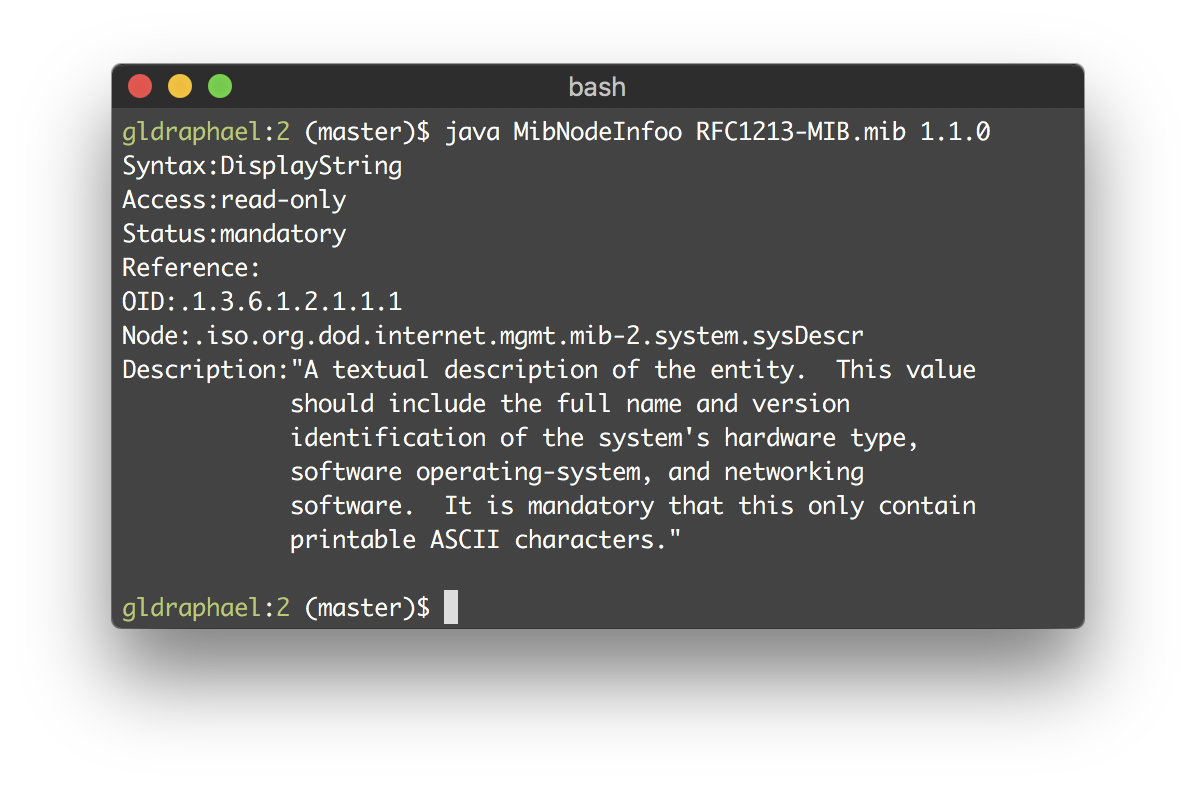 bash
gldraphael:2 (master)$ java MibNodeInfoo RFC1213-MIB.mib 1.1.0
Syntax:DisplayString
Access:read-only
Status:mandatory
Reference:
OID:.1.3.6.1.2.1.1.1
Node:.iso.org.dod.internet.mgmt.mib-2.system.sysDescr
Description:"A textual description of the entity.  This value
            should include the full name and version
            identification of the system's hardware type,
            software operating-system, and networking
            software.  It is mandatory that this only contain
            printable ASCII characters."
gldraphael:2 (master)$